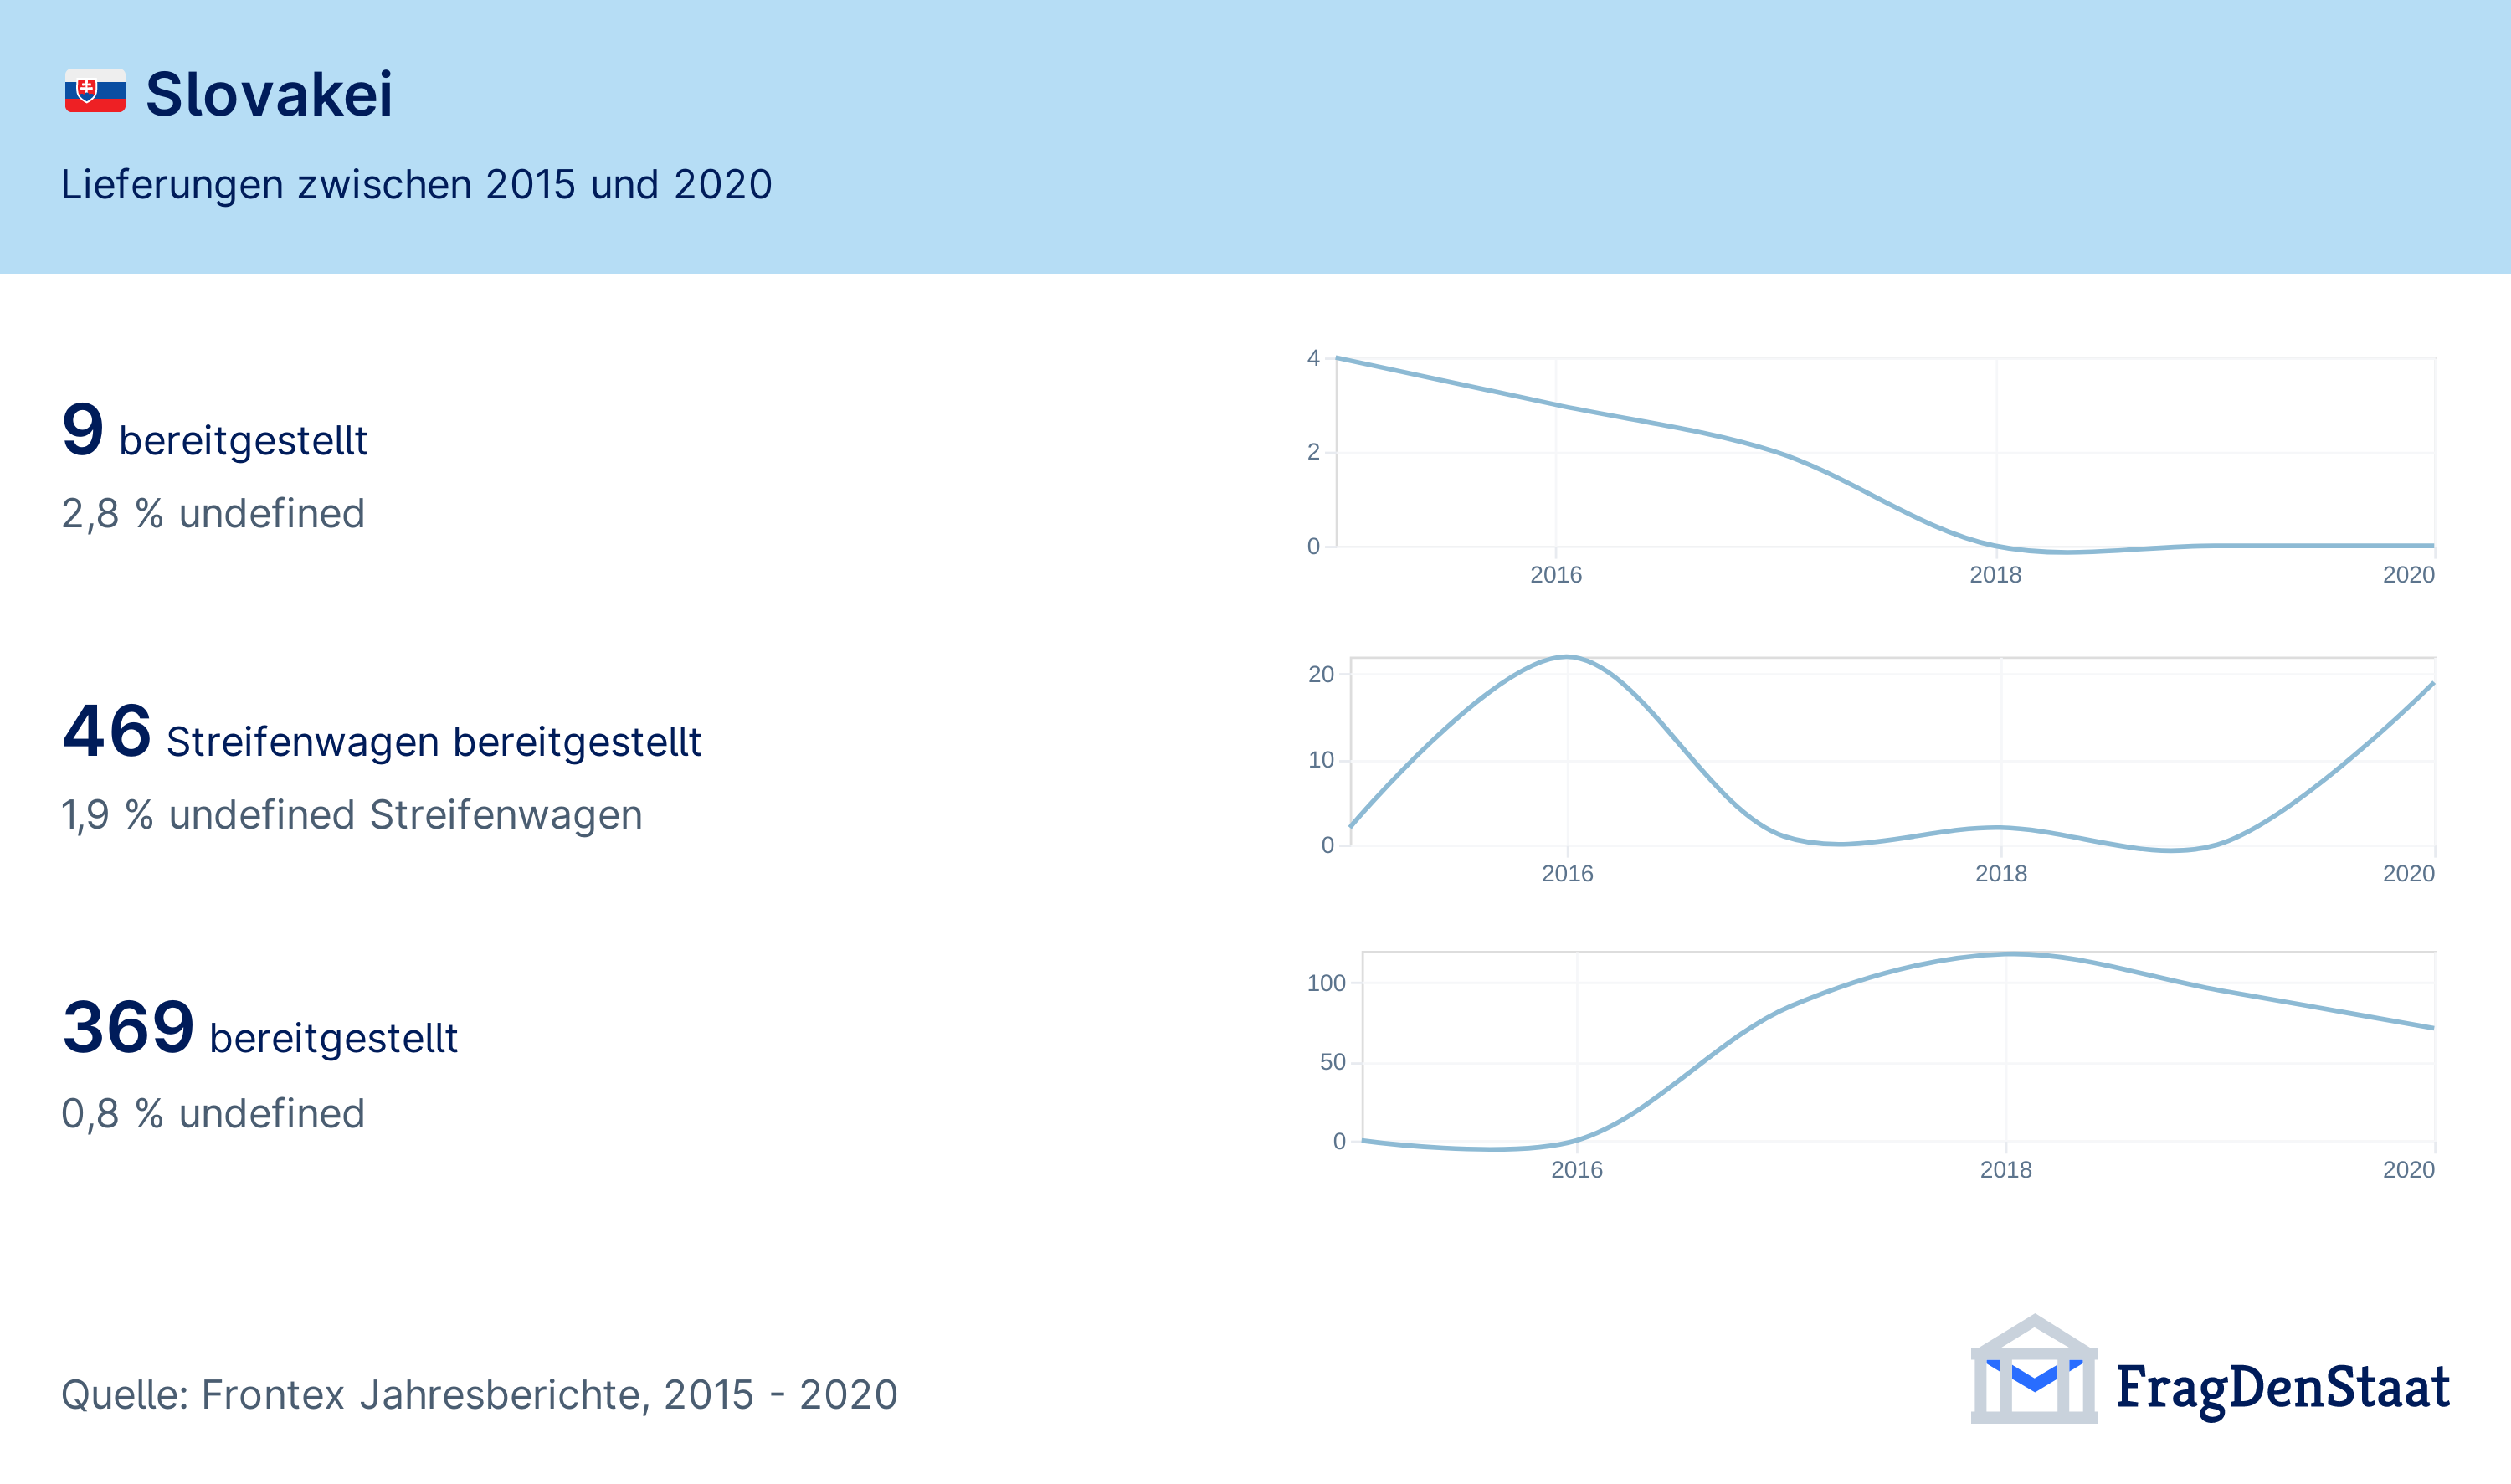 Slovakei
Lieferungen zwischen 2015 und 2020
9 bereitgestellt
2,8 % undefined
4
2
0
2016 2018 2020
46 Streifenwagen bereitgestellt
1,9 % undefined Streifenwagen
20
10
0
2016 2018 2020
369 bereitgestellt
0,8 % undefined
100
50
0
2016 2018 2020
Quelle: Frontex Jahresberichte, 2015 - 2020
FragDenStaat